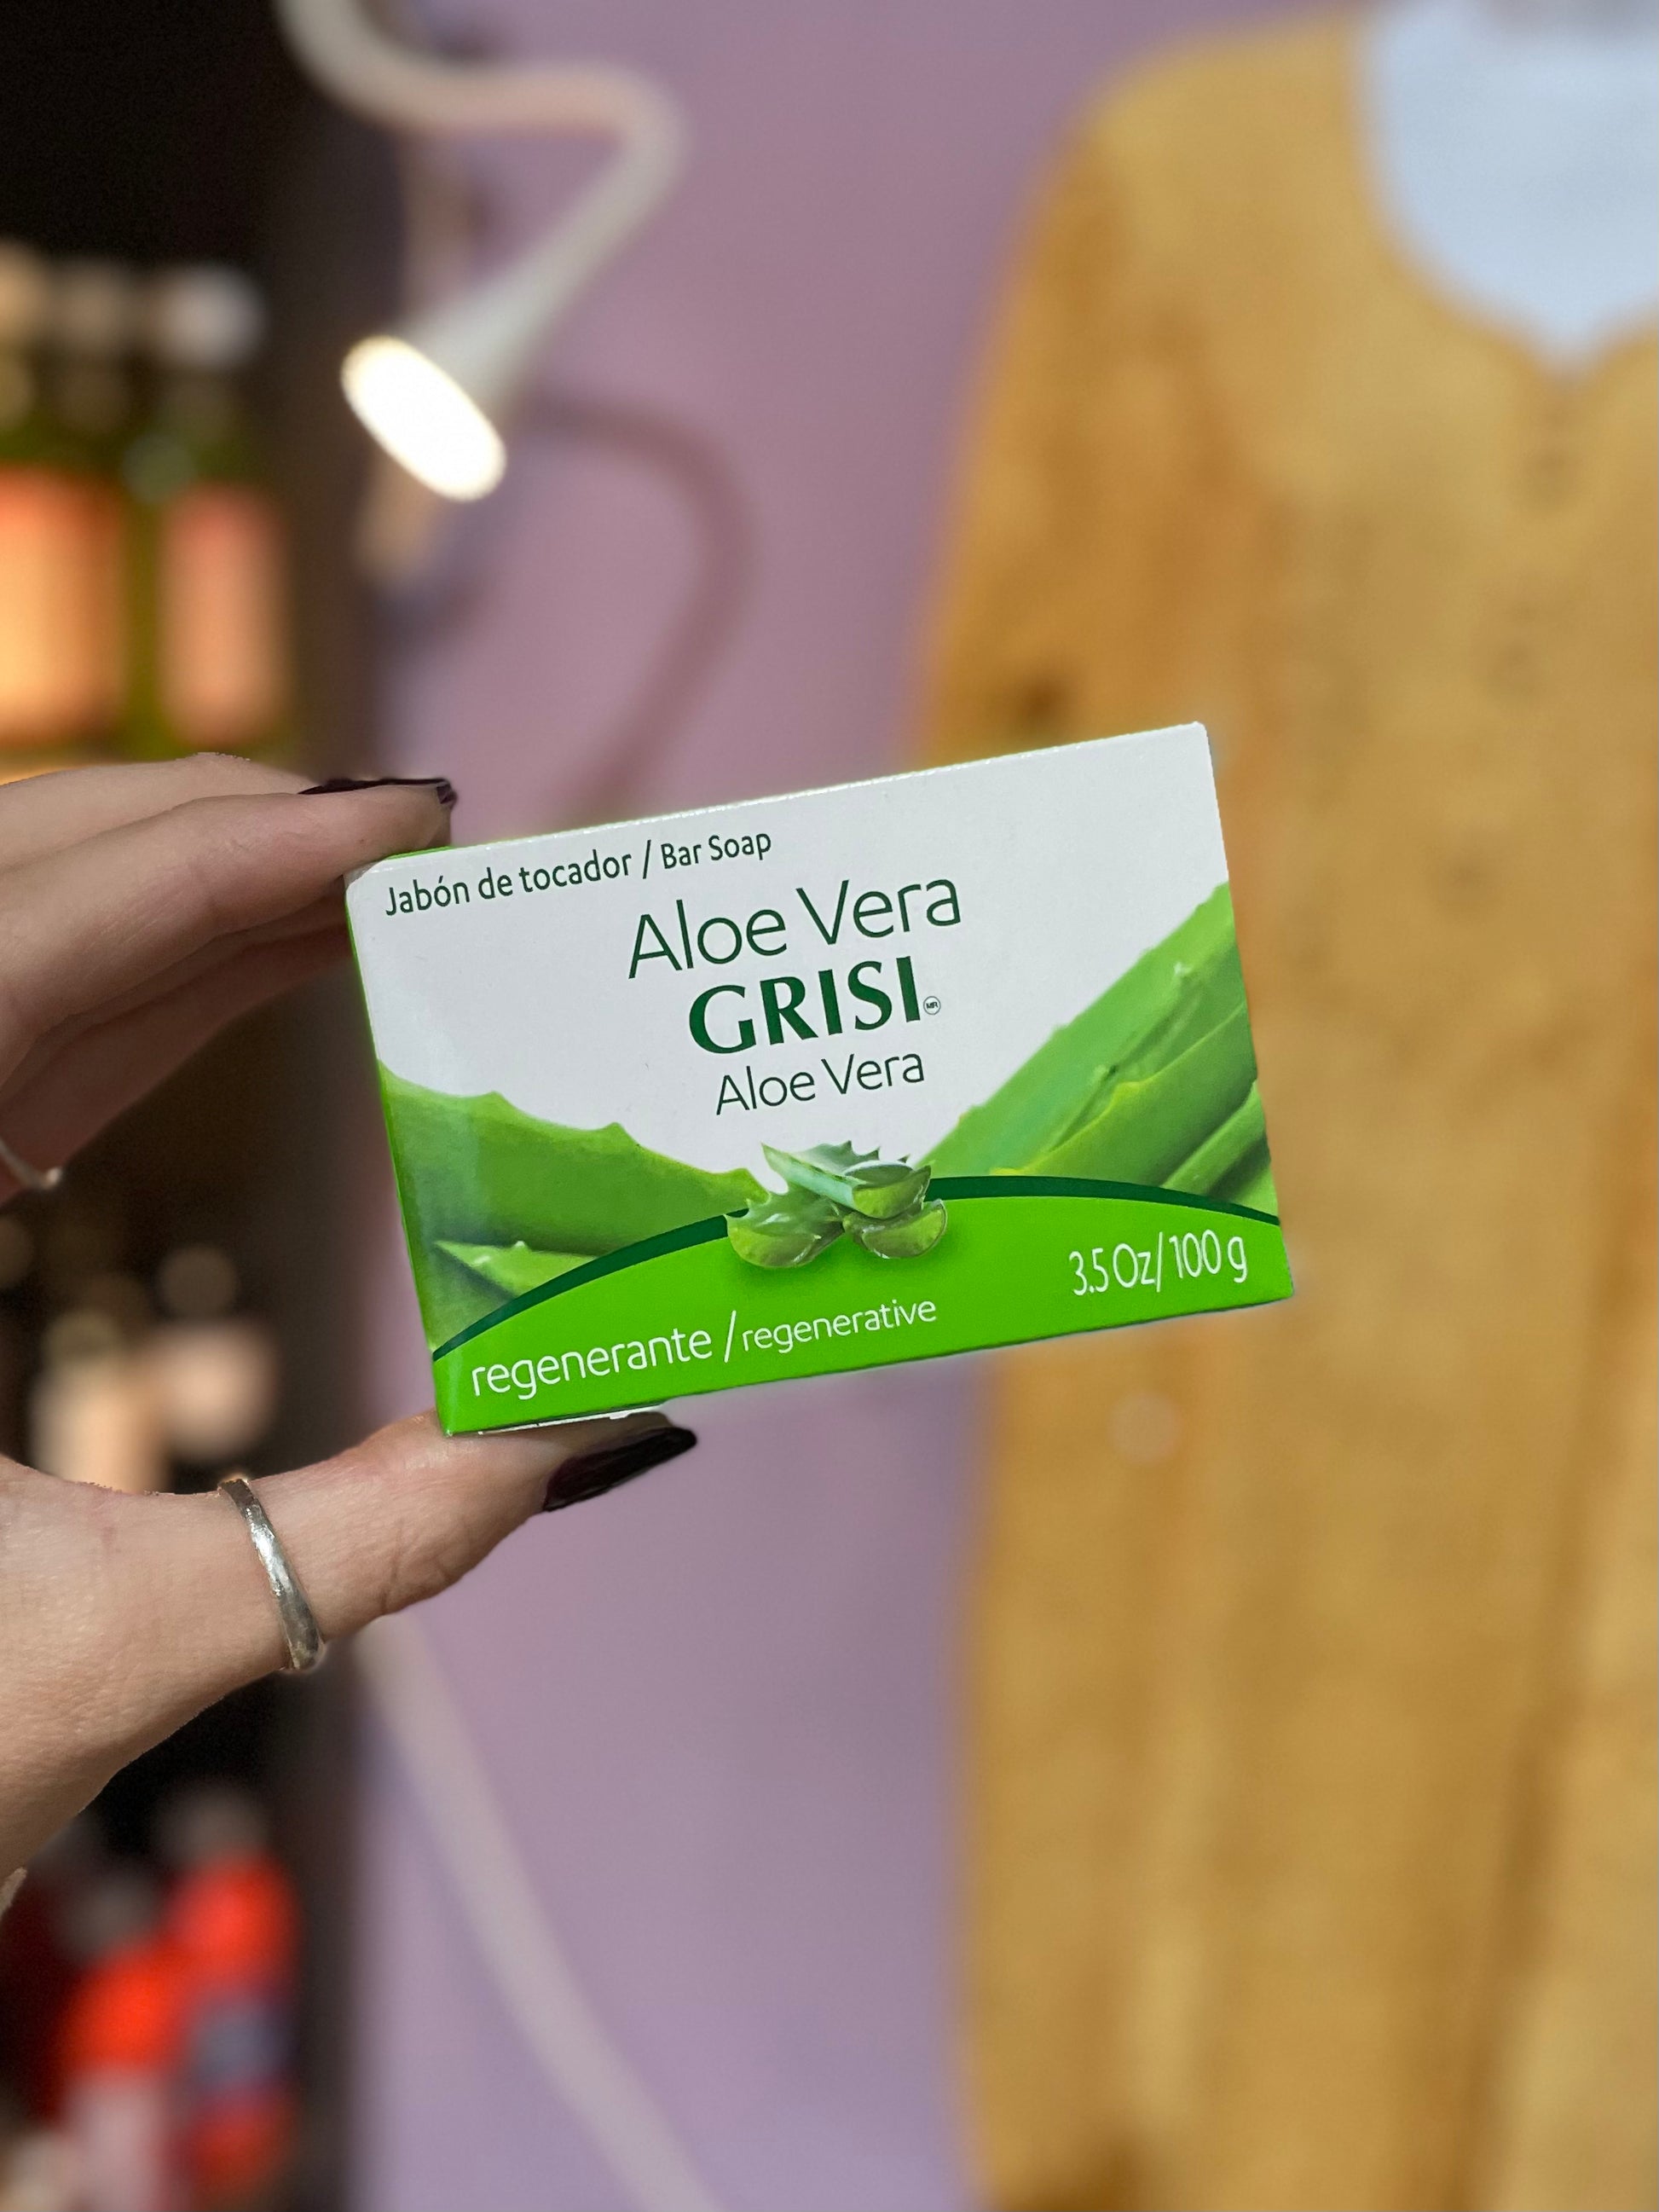 Jabón de tocador / Bar Soap
Aloe Vera
GRISI MR
Aloe Vera
3.5 Oz/100 g
regenerante / regenerative